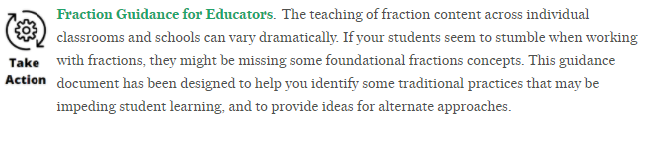 Fraction Guidance for Educators. The teaching of fraction content across individual
classrooms and schools can vary dramatically. If your students seem to stumble when working
with fractions, they might be missing some foundational fractions concepts. This guidance
document has been designed to help you identify some traditional practices that may be
impeding student learning, and to provide ideas for alternate approaches.
Take
Action